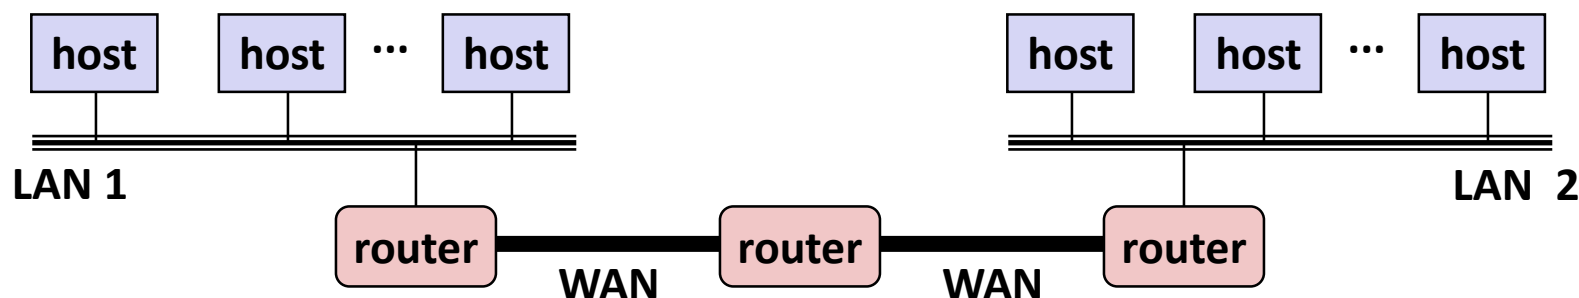 host host ... host host host ... host
LAN 1 LAN 2
router router router
WAN WAN